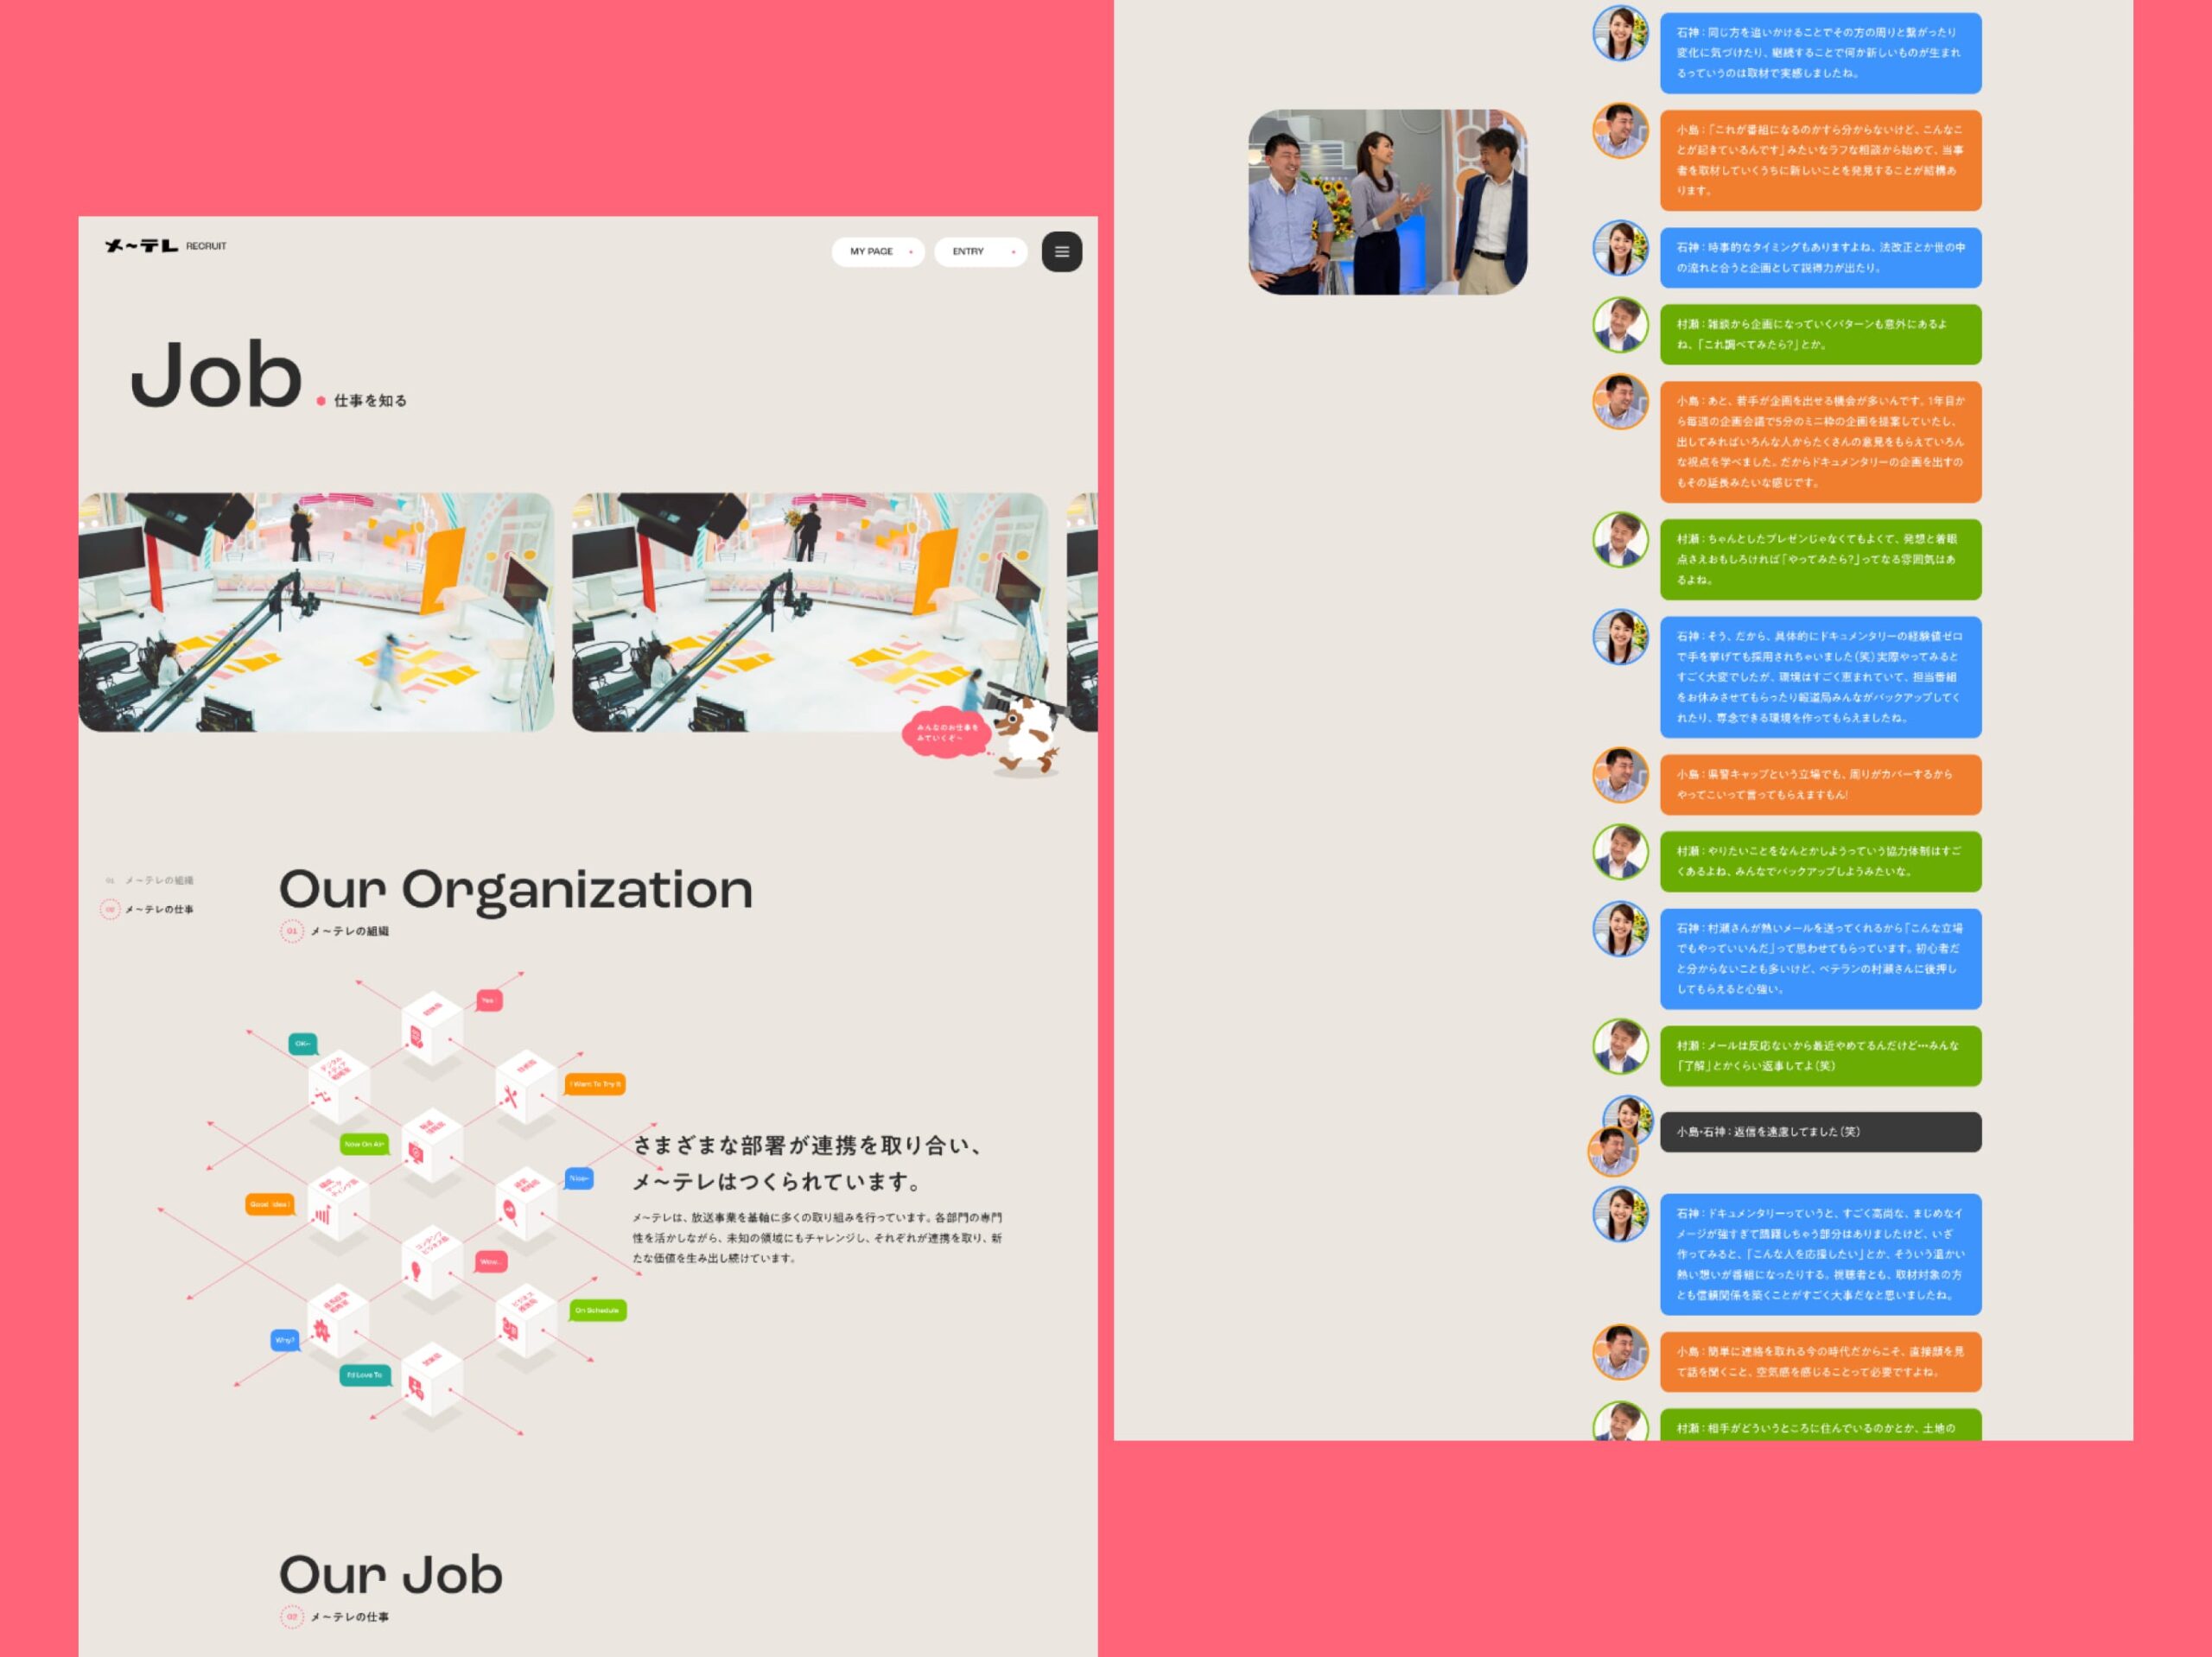 メ~テレ RECRUIT
MY PAGE
ENTRY
Job
仕事を知る
みんなのお仕事を
みていくぞ〜
01 メ~テレの組織
02 メ~テレの仕事
Our Organization
01 メ~テレの組織
Yes!
OK~
I Want To Try It
Now On Air
Nice~
Good Idea!
Wow...
On Schedule
Why?
I'd Love To
さまざまな部署が連携を取り合い、
メ~テレはつくられています。
メ~テレは、放送事業を基軸に多くの取り組みを行っています。各部門の専門
性を活かしながら、未知の領域にもチャレンジし、それぞれが連携を取り、新
たな価値を生み出し続けています。
Our Job
02 メ~テレの仕事
石神：同じ方を追いかけることでその方の周りと繋がったり
変化に気づけたり、継続することで何か新しいものが生まれ
るっていうのは取材で実感しましたね。
小島：「これが番組になるのかすら分からないけど、こんなこ
とが起きているんです」みたいなラフな相談から始めて、当事
者を取材していくうちに新しいことを発見することが結構あ
ります。
石神：時事的なタイミングもありますよね、法改正とか世の中
の流れと合うと企画として説得力が出たり。
村瀬：雑談から企画になっていくパターンも意外にあるよ
ね、「これ調べてみたら?」とか。
小島：あと、若手が企画を出せる機会が多いんです。1年目か
ら毎週の企画会議で5分のミニ枠の企画を提案していたし、
出してみればいろんな人からたくさんの意見をもらえていろん
な視点を学べました。だからドキュメンタリーの企画を出すの
もその延長みたいな感じです。
村瀬：ちゃんとしたプレゼンじゃなくてもよくて、発想と着眼
点さえおもしろければ「やってみたら?」ってなる雰囲気はあ
るよね。
石神：そう、だから、具体的にドキュメンタリーの経験値ゼロ
で手を挙げても採用されちゃいました(笑)実際やってみると
すごく大変でしたが、環境はすごく恵まれていて、担当番組
をお休みさせてもらったり報道局みんながバックアップしてく
れたり、専念できる環境を作ってもらえましたね。
小島：県警キャップという立場でも、周りがカバーするから
やってこいって言ってもらえますもん!
村瀬：やりたいことをなんとかしようっていう協力体制はすご
くあるよね、みんなでバックアップしようみたいな。
石神：村瀬さんが熱いメールを送ってくれるから「こんな立場
でもやっていいんだ」って思わせてもらっています。初心者だ
と分からないことも多いけど、ベテランの村瀬さんに後押し
してもらえると心強い。
村瀬：メールは反応ないから最近やめてるんだけど…みんな
「了解」とかくらい返事してよ(笑)
小島・石神：返信を遠慮してました(笑)
石神：ドキュメンタリーっていうと、すごく高尚な、まじめなイ
メージが強すぎて躊躇しちゃう部分はありましたけど、いざ
作ってみると、「こんな人を応援したい」とか、そういう温かい
熱い想いが番組になったりする。視聴者とも、取材対象の方
とも信頼関係を築くことがすごく大事だなと思いましたね。
小島：簡単に連絡を取れる今の時代だからこそ、直接顔を見
て話を聞くこと、空気感を感じることって必要ですよね。
村瀬：相手がどういうところに住んでいるのかとか、土地の